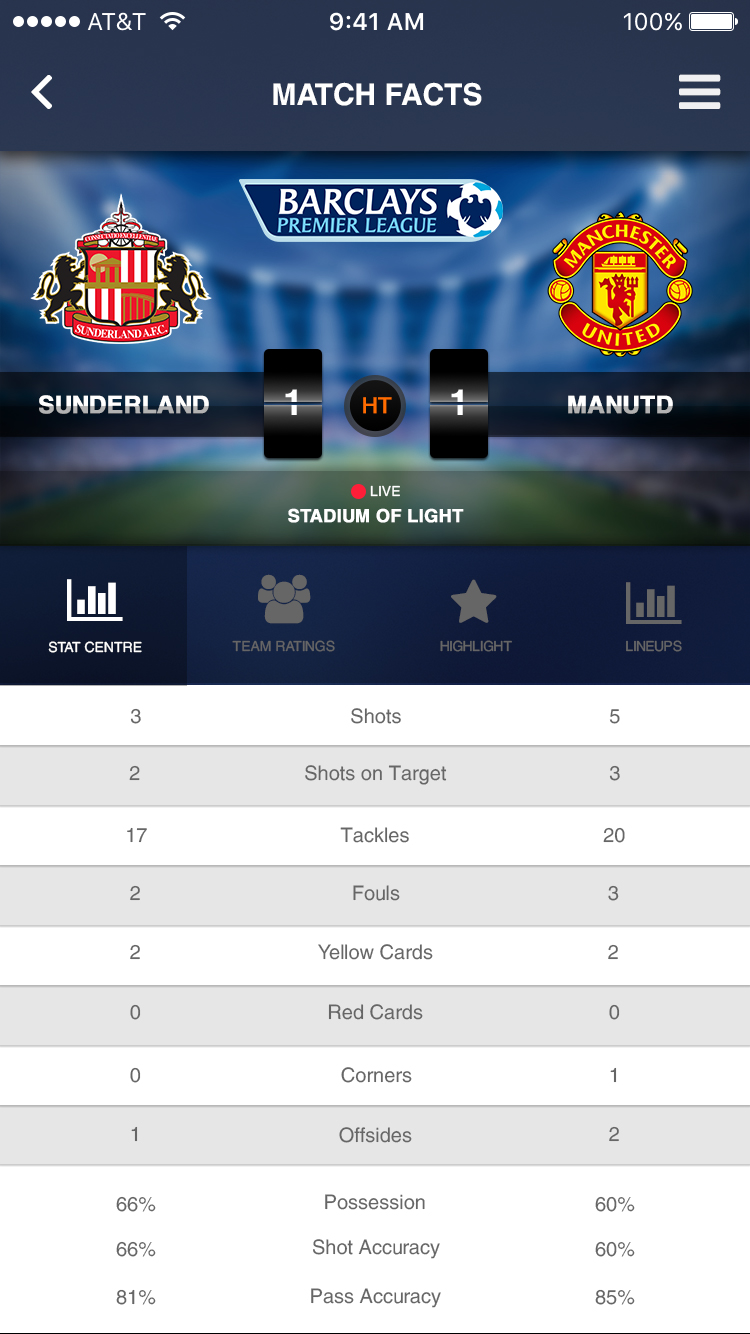 AT&T 9:41 AM 100%
MATCH FACTS
BARCLAYS
PREMIER LEAGUE
CONSECTATIO EXCELLENTIAE
SUNDERLAND A.F.C.
MANCHESTER
UNITED
SUNDERLAND 1 HT 1 MANUTD
LIVE
STADIUM OF LIGHT
STAT CENTRE TEAM RATINGS HIGHLIGHT LINEUPS
3 Shots 5
2 Shots on Target 3
17 Tackles 20
2 Fouls 3
2 Yellow Cards 2
0 Red Cards 0
0 Corners 1
1 Offsides 2
66% Possession 60%
66% Shot Accuracy 60%
81% Pass Accuracy 85%